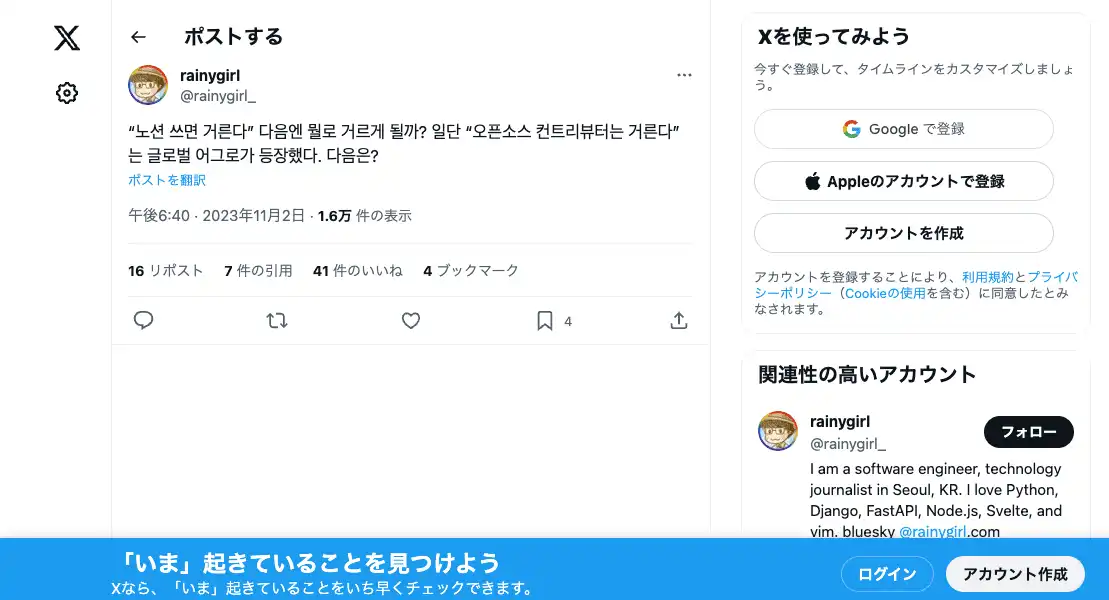 ポストする
rainygirl
@rainygirl_
“노션 쓰면 거른다” 다음엔 뭘로 거르게 될까? 일단 “오픈소스 컨트리뷰터는 거른다”
는 글로벌 어그로가 등장했다. 다음은?
ポストを翻訳
午後6:40 · 2023年11月2日 · 1.6万 件の表示
16 リポスト 7 件の引用 41 件のいいね 4 ブックマーク
4
Xを使ってみよう
今すぐ登録して、タイムラインをカスタマイズしましょ
う。
Google で登録
Appleのアカウントで登録
アカウントを作成
アカウントを登録することにより、利用規約とプライバ
シーポリシー（Cookieの使用を含む）に同意したとみ
なされます。
関連性の高いアカウント
rainygirl
@rainygirl_
フォロー
I am a software engineer, technology
journalist in Seoul, KR. I love Python,
Django, FastAPI, Node.js, Svelte, and
vim. bluesky @rainygirl.com
「いま」起きていることを見つけよう
Xなら、「いま」起きていることをいち早くチェックできます。
ログイン
アカウント作成